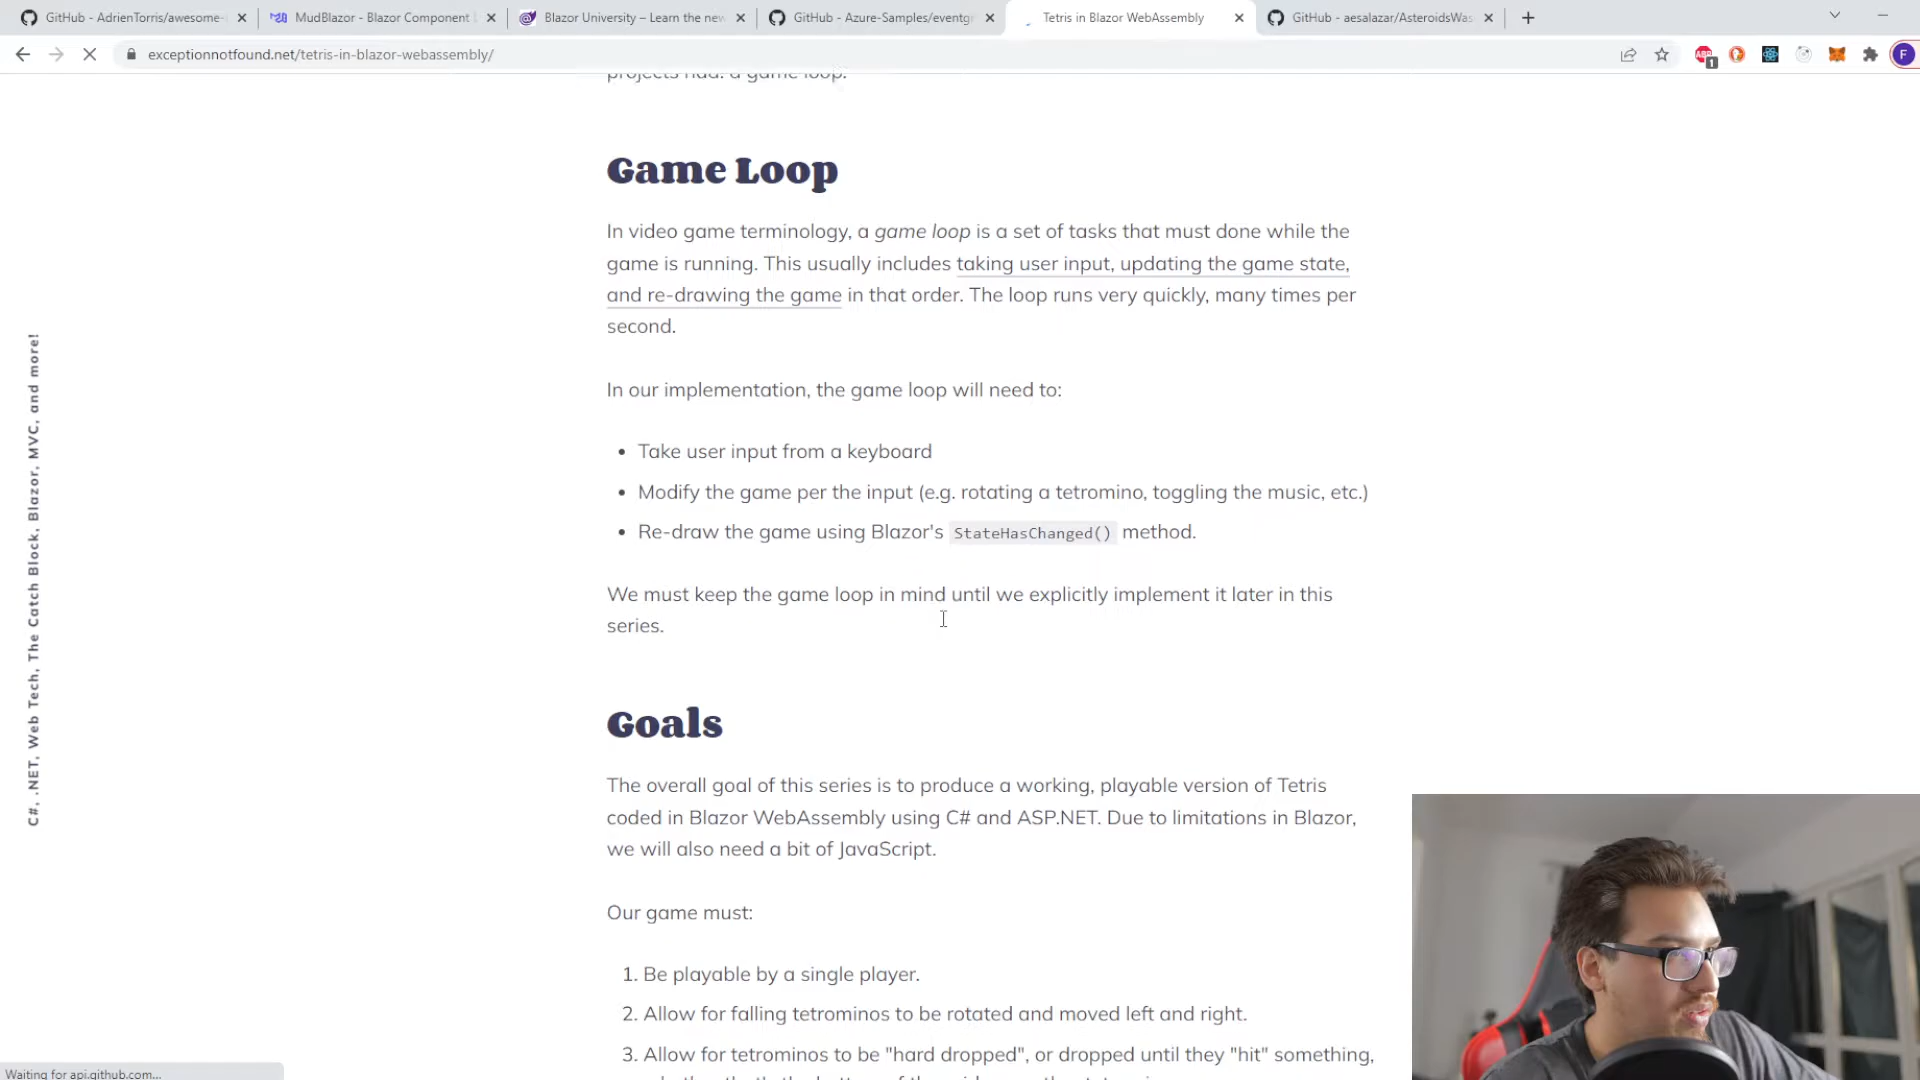 GitHub - AdrienTorris/awesome- MudBlazor - Blazor Component Blazor University – Learn the new GitHub - Azure-Samples/eventgr Tetris in Blazor WebAssembly GitHub - aesalazar/AsteroidsWas
exceptionnotfound.net/tetris-in-blazor-webassembly/
ABP 1 F
projects had: a game loop.
Game Loop
In video game terminology, a game loop is a set of tasks that must done while the
game is running. This usually includes taking user input, updating the game state,
and re-drawing the game in that order. The loop runs very quickly, many times per
second.
In our implementation, the game loop will need to:
• Take user input from a keyboard
• Modify the game per the input (e.g. rotating a tetromino, toggling the music, etc.)
• Re-draw the game using Blazor's StateHasChanged() method.
We must keep the game loop in mind until we explicitly implement it later in this
series.
Goals
The overall goal of this series is to produce a working, playable version of Tetris
coded in Blazor WebAssembly using C# and ASP.NET. Due to limitations in Blazor,
we will also need a bit of JavaScript.
Our game must:
1. Be playable by a single player.
2. Allow for falling tetrominos to be rotated and moved left and right.
3. Allow for tetrominos to be "hard dropped", or dropped until they "hit" something,
C#, .NET, Web Tech, The Catch Block, Blazor, MVC, and more!
Waiting for api.github.com...